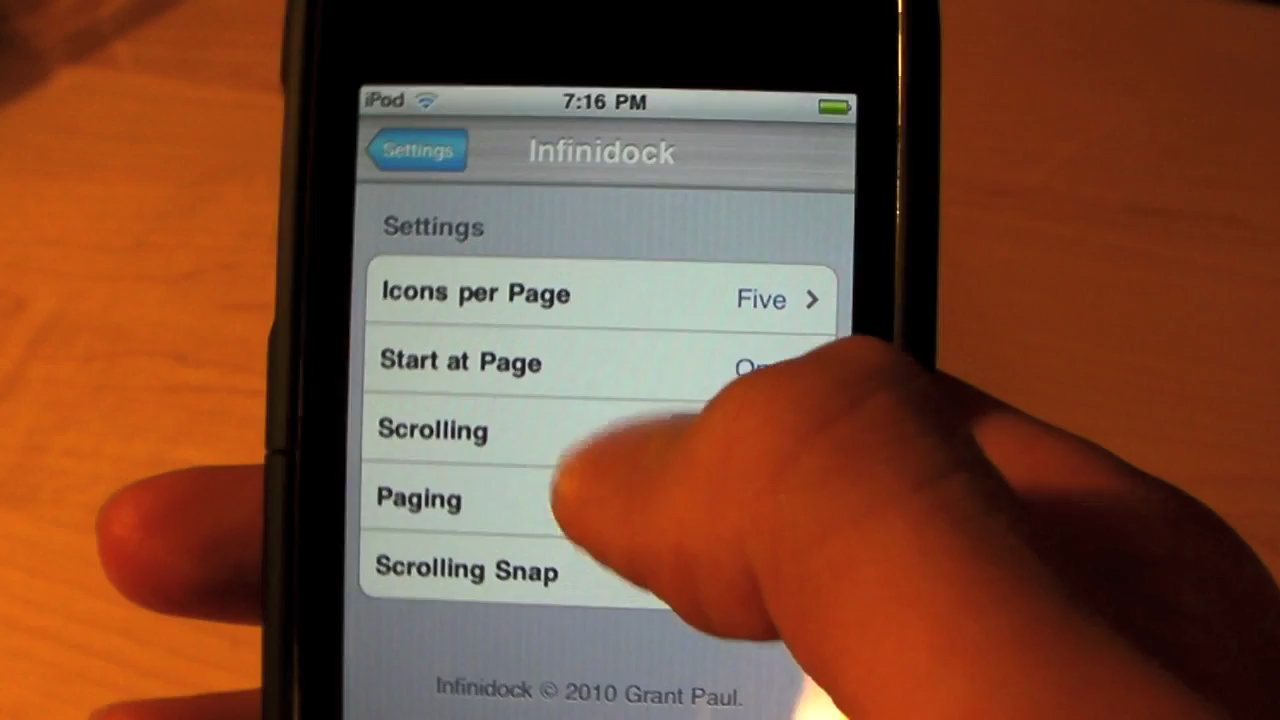 iPod 7:16 PM
Settings Infinidock
Settings
Icons per Page Five
Start at Page
Scrolling
Paging
Scrolling Snap
Infinidock © 2010 Grant Paul.